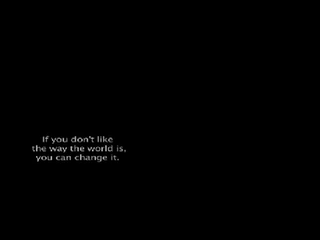 If you don't like
the way the world is,
you can change it.